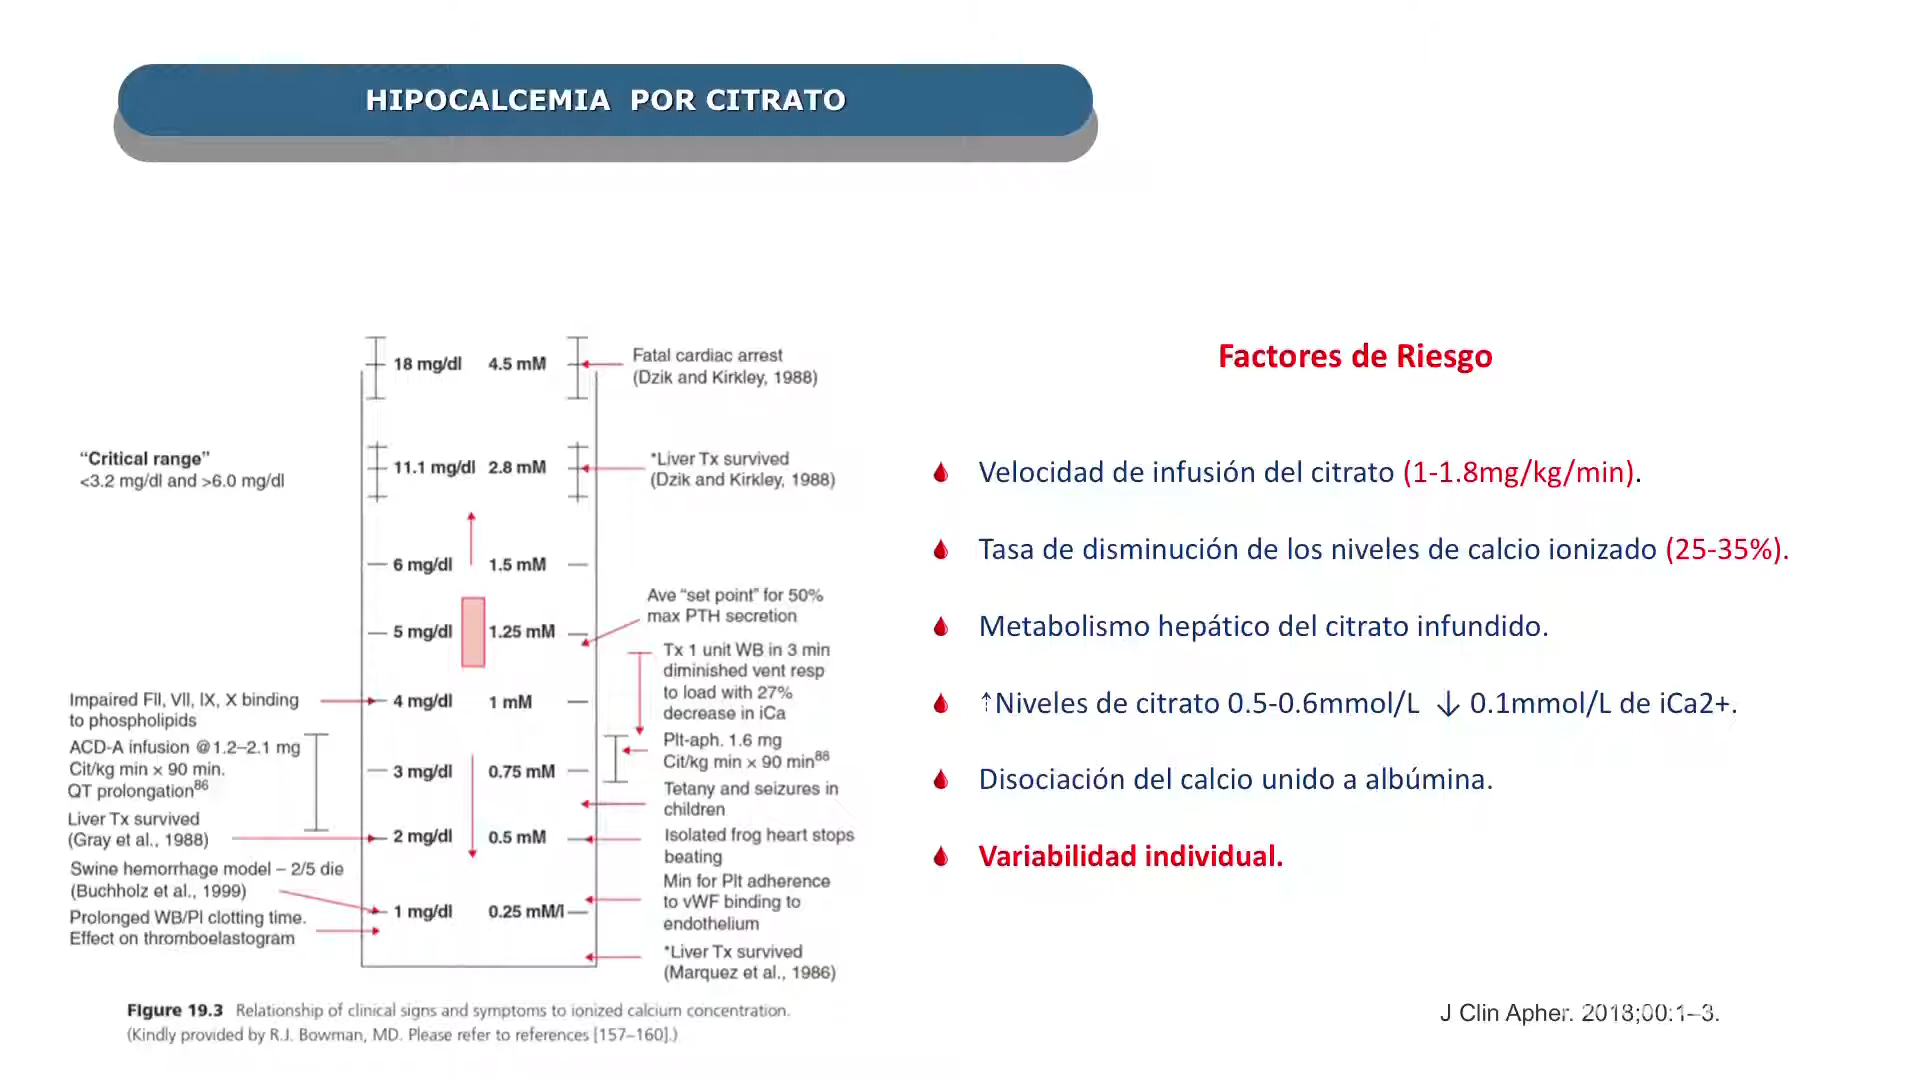 HIPOCALCEMIA POR CITRATO
18 mg/dl 4.5 mM
Fatal cardiac arrest
(Dzik and Kirkley, 1988)
"Critical range"
<3.2 mg/dl and >6.0 mg/dl
11.1 mg/dl 2.8 mM
*Liver Tx survived
(Dzik and Kirkley, 1988)
6 mg/dl 1.5 mM
Ave "set point" for 50%
max PTH secretion
5 mg/dl 1.25 mM
Tx 1 unit WB in 3 min
diminished vent resp
to load with 27%
decrease in iCa
Impaired FII, VII, IX, X binding
to phospholipids
4 mg/dl 1 mM
ACD-A infusion @1.2–2.1 mg
Cit/kg min × 90 min.
QT prolongation86
Plt-aph. 1.6 mg
Cit/kg min × 90 min86
3 mg/dl 0.75 mM
Tetany and seizures in
children
Liver Tx survived
(Gray et al., 1988)
2 mg/dl 0.5 mM
Isolated frog heart stops
beating
Swine hemorrhage model – 2/5 die
(Buchholz et al., 1999)
Min for Plt adherence
to vWF binding to
endothelium
1 mg/dl 0.25 mM/l
Prolonged WB/Pl clotting time.
Effect on thromboelastogram
*Liver Tx survived
(Marquez et al., 1986)
Figure 19.3 Relationship of clinical signs and symptoms to ionized calcium concentration.
(Kindly provided by R.J. Bowman, MD. Please refer to references [157–160].)
Factores de Riesgo
Velocidad de infusión del citrato (1-1.8mg/kg/min).
Tasa de disminución de los niveles de calcio ionizado (25-35%).
Metabolismo hepático del citrato infundido.
↑Niveles de citrato 0.5-0.6mmol/L ↓ 0.1mmol/L de iCa2+.
Disociación del calcio unido a albúmina.
Variabilidad individual.
J Clin Apher. 2018;00:1–3.